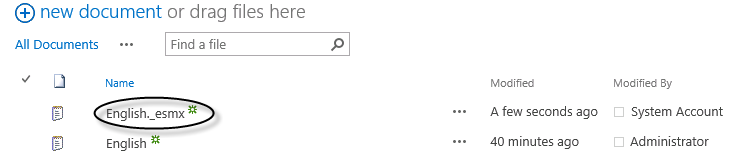 new document or drag files here
All Documents ••• Find a file
Name Modified Modified By
English._esmx ••• A few seconds ago System Account
English ••• 40 minutes ago Administrator